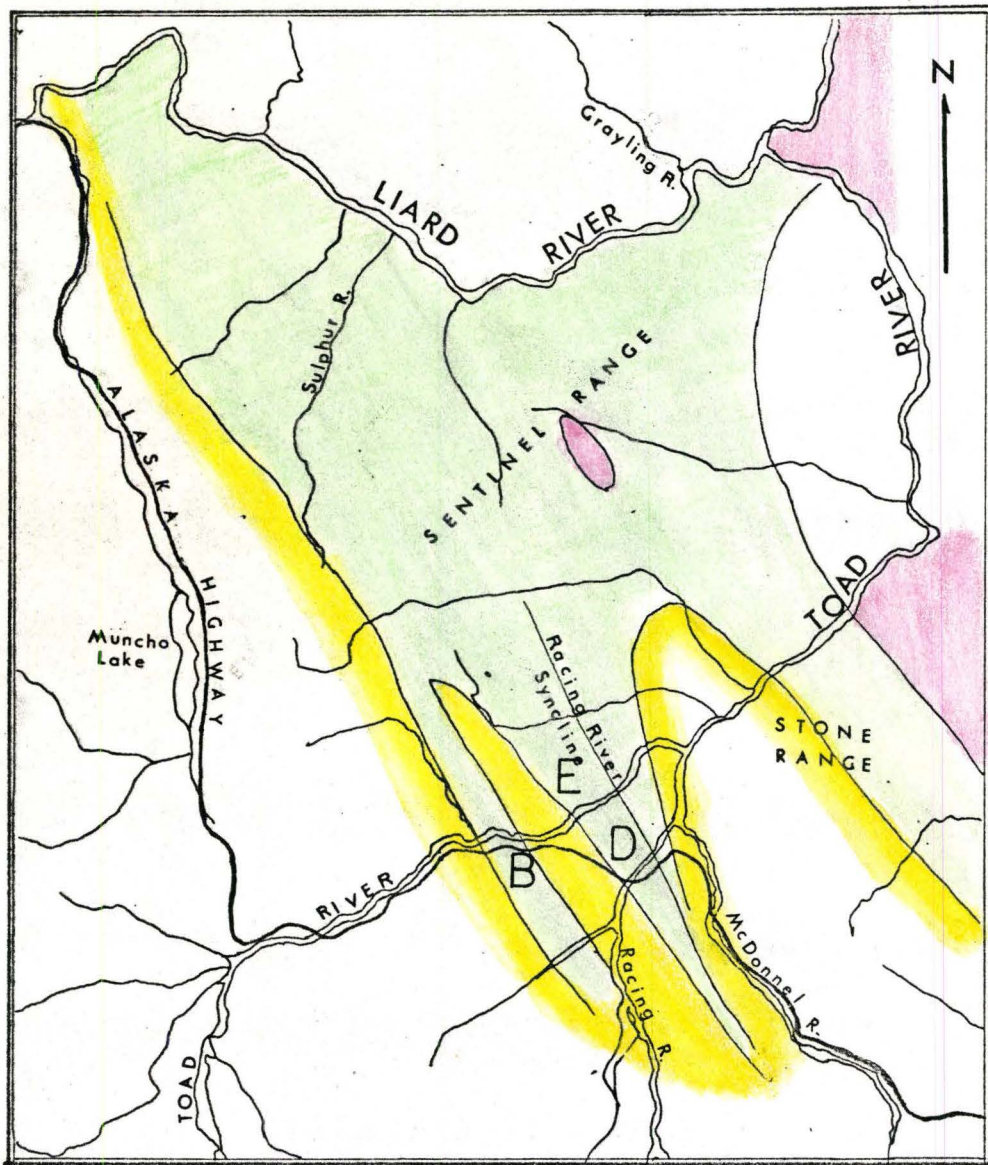 N
Grayling R.
LIARD
RIVER
RIVER
Sulphur R.
SENTINEL RANGE
ALASKA HIGHWAY
TOAD
Muncho
Lake
Racing River
Syncline
STONE
RANGE
E
D
B
RIVER
McDonnel R.
Racing R.
TOAD